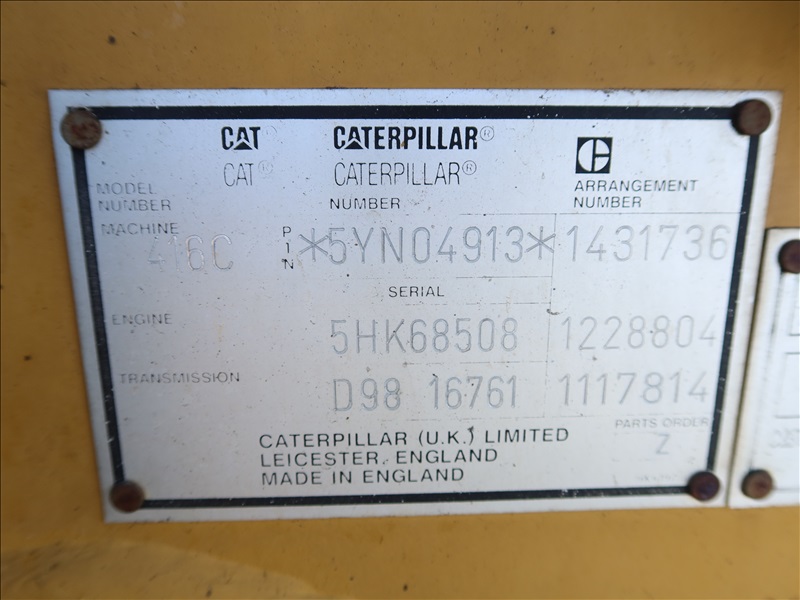 CAT CATERPILLAR®
CAT® CATERPILLAR®
MODEL NUMBER
NUMBER
ARRANGEMENT NUMBER
MACHINE 416C PIN *5YN04913* 1431736
SERIAL
ENGINE 5HK68508 1228804
TRANSMISSION D98 16761 1117814
PARTS ORDER
Z
CATERPILLAR (U.K.) LIMITED
LEICESTER, ENGLAND
MADE IN ENGLAND